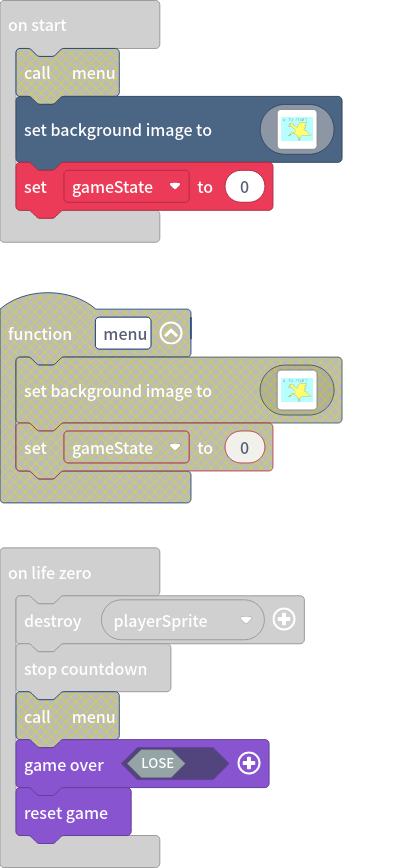 on start
call menu
set background image to
set gameState to 0
function menu
set background image to
set gameState to 0
on life zero
destroy playerSprite
stop countdown
call menu
game over LOSE
reset game